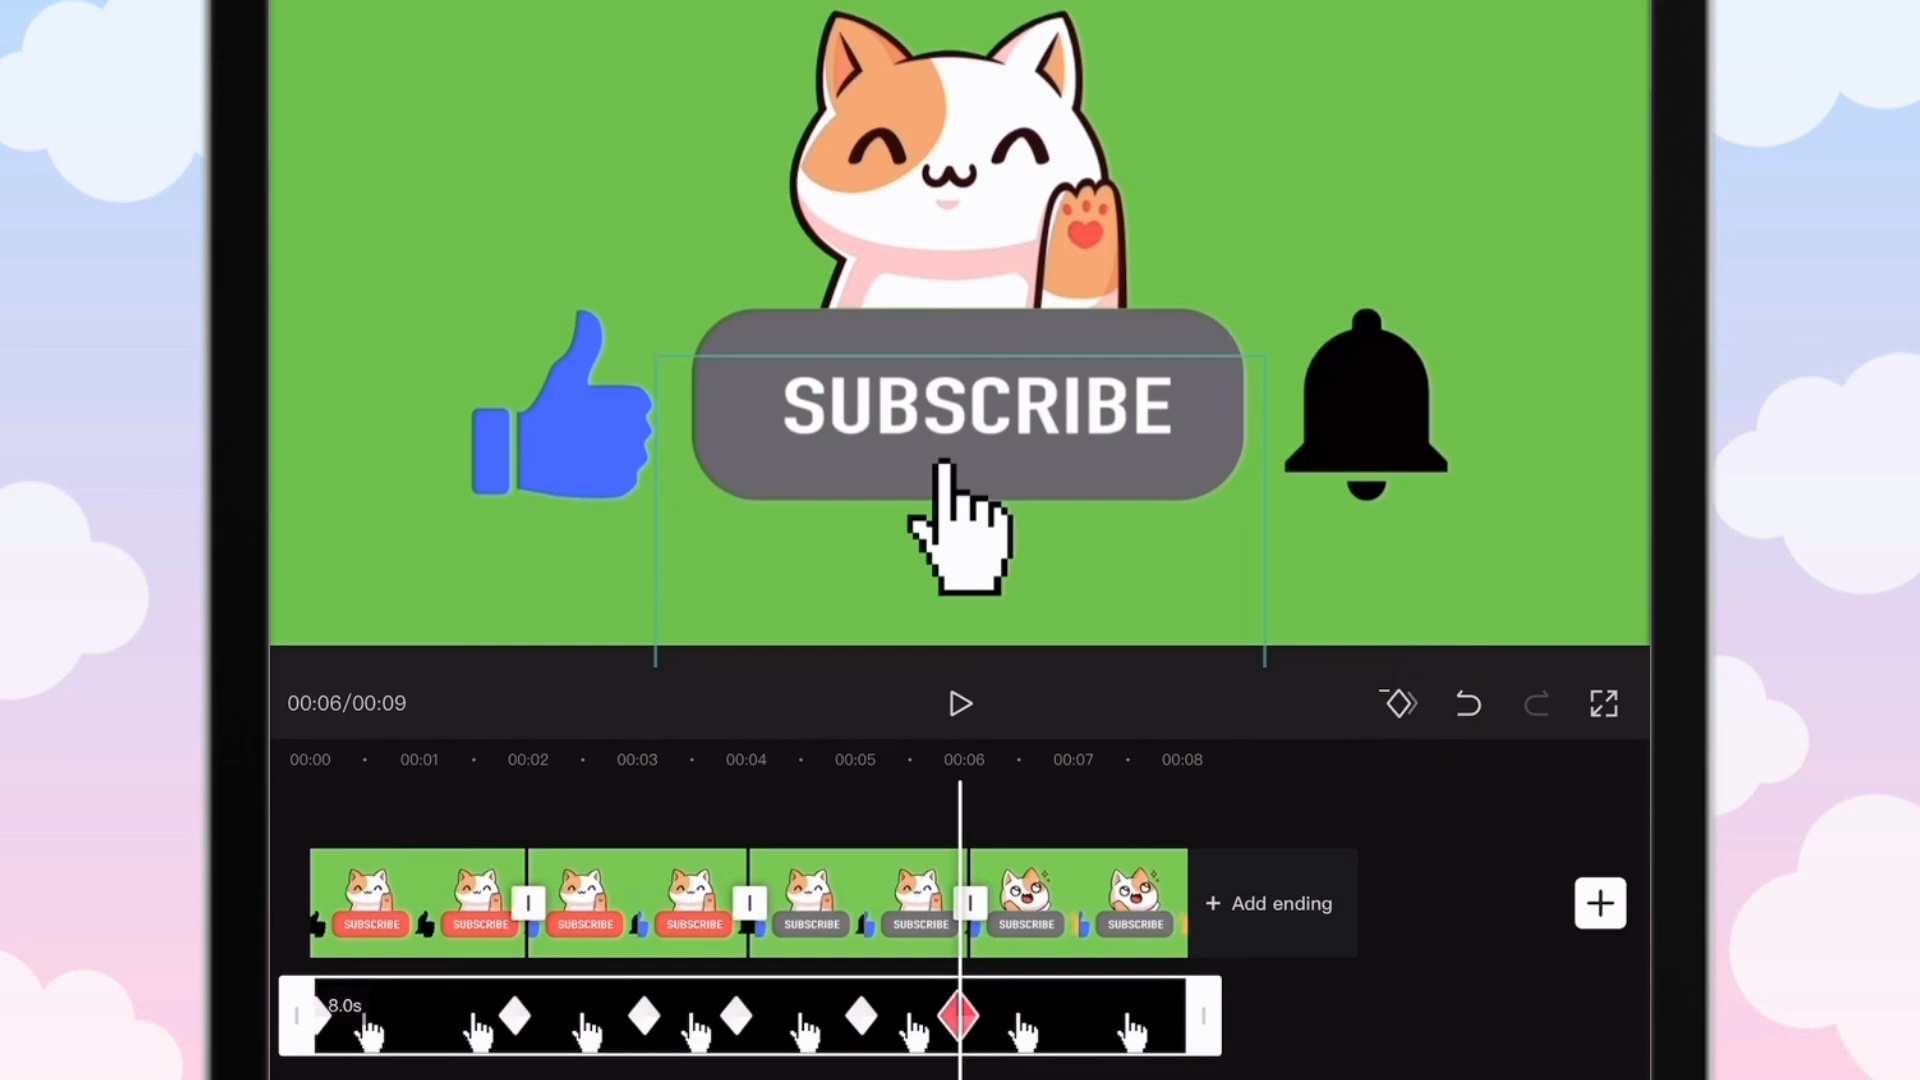 SUBSCRIBE
00:06/00:09
00:00 00:01 00:02 00:03 00:04 00:05 00:06 00:07 00:08
SUBSCRIBE SUBSCRIBE SUBSCRIBE SUBSCRIBE SUBSCRIBE SUBSCRIBE SUBSCRIBE SUBSCRIBE
+ Add ending
8.0s